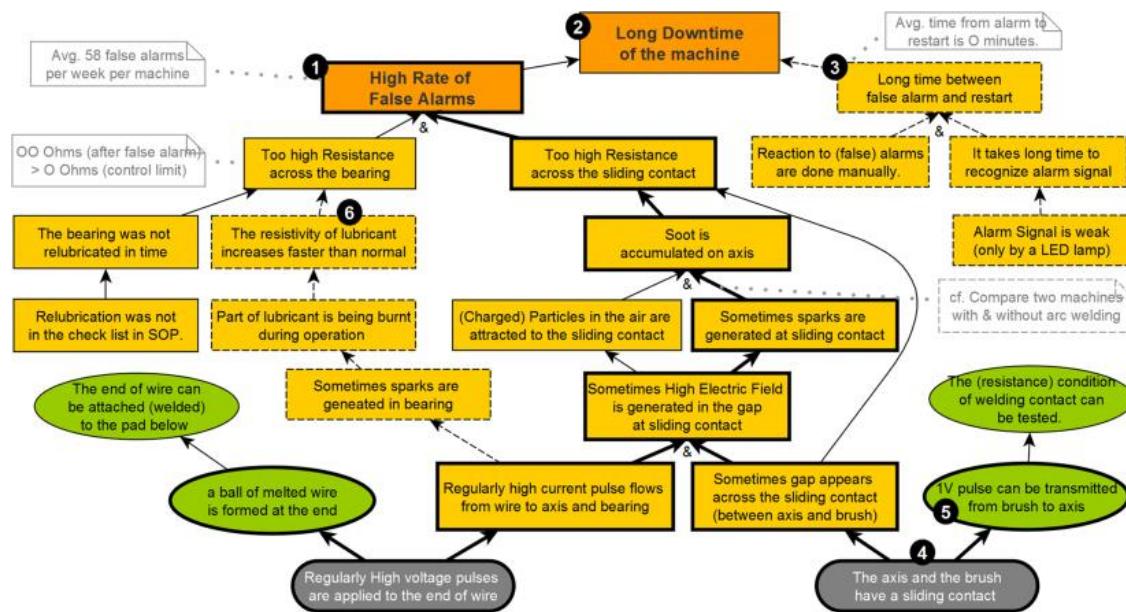 Avg. 58 false alarms
per week per machine
1
High Rate of
False Alarms
2
Long Downtime
of the machine
Avg. time from alarm to
restart is O minutes.
3
Long time between
false alarm and restart
&
&
OO Ohms (after false alarm)
> O Ohms (control limit)
Too high Resistance
across the bearing
Too high Resistance
across the sliding contact
Reaction to (false) alarms
are done manually.
It takes long time to
recognize alarm signal
6
The bearing was not
relubricated in time
The resistivity of lubricant
increases faster than normal
Soot is
accumulated on axis
Alarm Signal is weak
(only by a LED lamp)
&
Relubrication was not
in the check list in SOP.
Part of lubricant is being burnt
during operation
(Charged) Particles in the air are
attracted to the sliding contact
Sometimes sparks are
generated at sliding contact
cf. Compare two machines
with & without arc welding
The end of wire can
be attached (welded)
to the pad below
Sometimes sparks are
geneated in bearing
Sometimes High Electric Field
is generated in the gap
at sliding contact
The (resistance) condition
of welding contact can
be tested.
&
a ball of melted wire
is formed at the end
Regularly high current pulse flows
from wire to axis and bearing
Sometimes gap appears
across the sliding contact
(between axis and brush)
1V pulse can be transmitted
from brush to axis
5
4
Regularly High voltage pulses
are applied to the end of wire
The axis and the brush
have a sliding contact